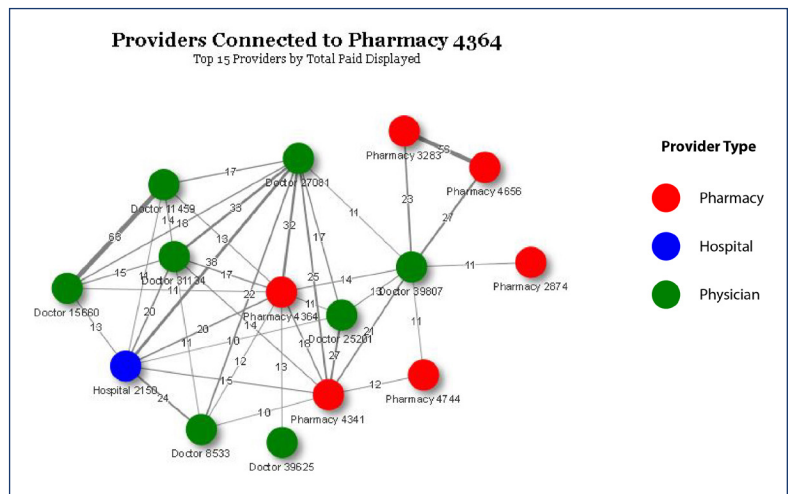 Providers Connected to Pharmacy 4364
Top 15 Providers by Total Paid Displayed
Provider Type
Pharmacy
Hospital
Physician
Pharmacy 3283
Pharmacy 4656
Doctor 27081
Doctor 11459
Doctor 31134
Doctor 39807
Pharmacy 2874
Doctor 15660
Pharmacy 4364
Doctor 25201
Hospital 2150
Pharmacy 4744
Pharmacy 4341
Doctor 8533
Doctor 39625
17
23
27
11
14
18
33
32
13
17
15
38
17
25
14
11
11
22
11
13
20
20
14
11
21
11
13
10
18
27
12
13
15
12
24
10